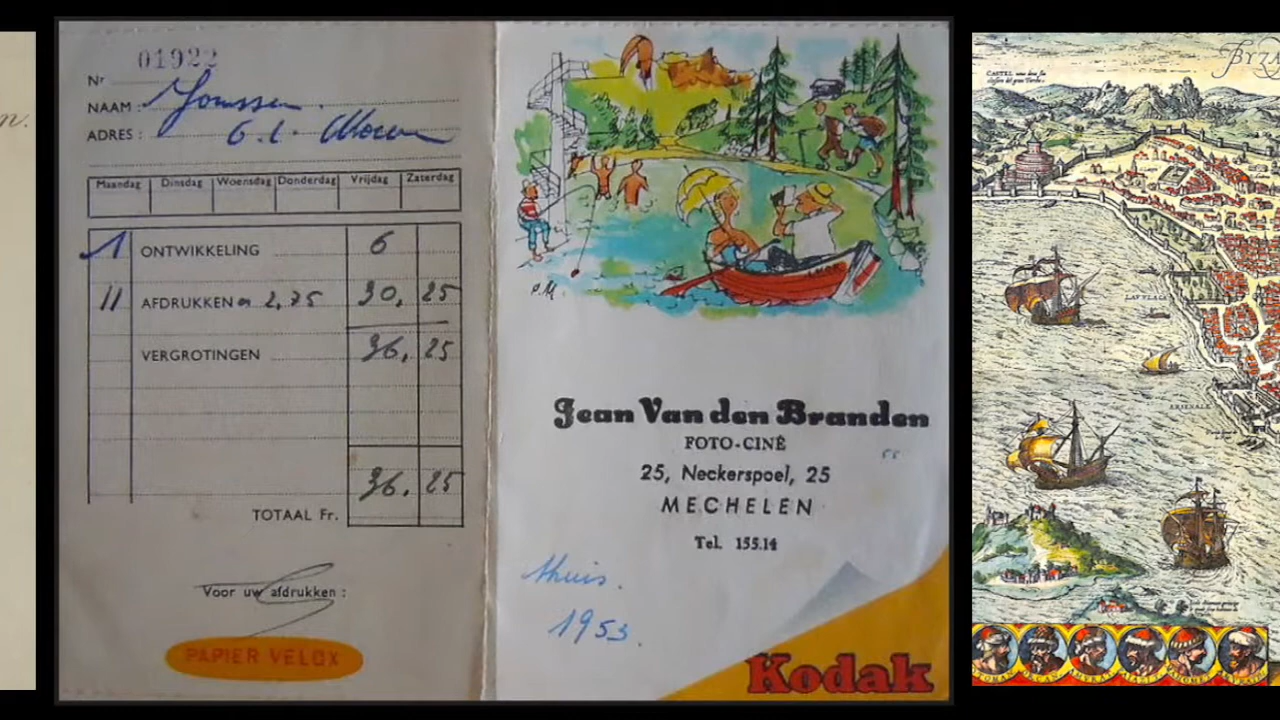 n.
01922
Nr
NAAM : Janssen.
ADRES :
Maandag Dinsdag Woensdag Donderdag Vrijdag Zaterdag
1 ONTWIKKELING 6
11 AFDRUKKEN a 2,75 30, 25
VERGROTINGEN 36, 25
36, 25
TOTAAL Fr.
Voor uw afdrukken :
PAPIER VELOX
P.M
Jean Van den Branden
FOTO-CINÉ
25, Neckerspoel, 25
MECHELEN
Tel. 155.14
thuis.
1953.
Kodak
BYZA